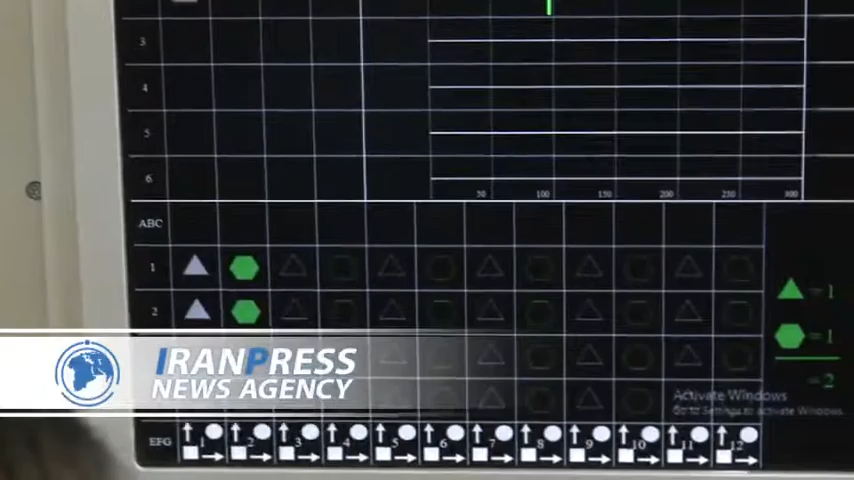 3
4
5
6
50 100 150 200 250 300
ABC
1
2
=1
=1
=2
IRANPRESS
NEWS AGENCY
Activate Windows
Go to Settings to activate Windows.
EFG 1 2 3 4 5 6 7 8 9 10 11 12